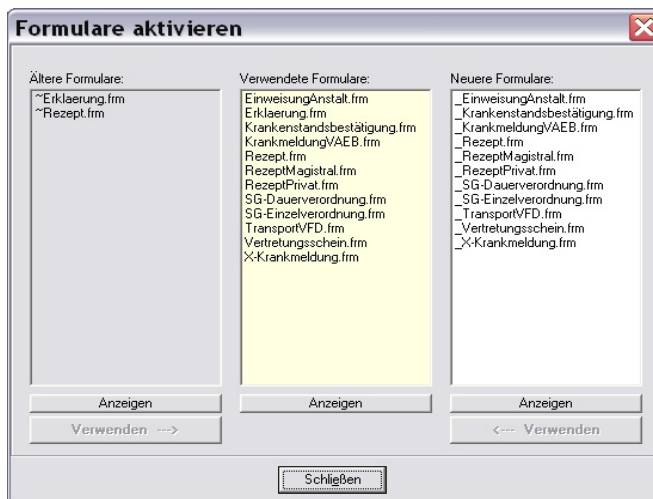 Formulare aktivieren
Ältere Formulare:
~Erklaerung.frm
~Rezept.frm
Anzeigen
Verwenden --->
Verwendete Formulare:
EinweisungAnstalt.frm
Erklaerung.frm
Krankenstandsbestätigung.frm
KrankmeldungVAEB.frm
Rezept.frm
RezeptMagistral.frm
RezeptPrivat.frm
SG-Dauerverordnung.frm
SG-Einzelverordnung.frm
TransportVFD.frm
Vertretungsschein.frm
X-Krankmeldung.frm
Anzeigen
Neuere Formulare:
_EinweisungAnstalt.frm
_Krankenstandsbestätigung.frm
_KrankmeldungVAEB.frm
_Rezept.frm
_RezeptMagistral.frm
_RezeptPrivat.frm
_SG-Dauerverordnung.frm
_SG-Einzelverordnung.frm
_TransportVFD.frm
_Vertretungsschein.frm
_X-Krankmeldung.frm
Anzeigen
<--- Verwenden
Schließen